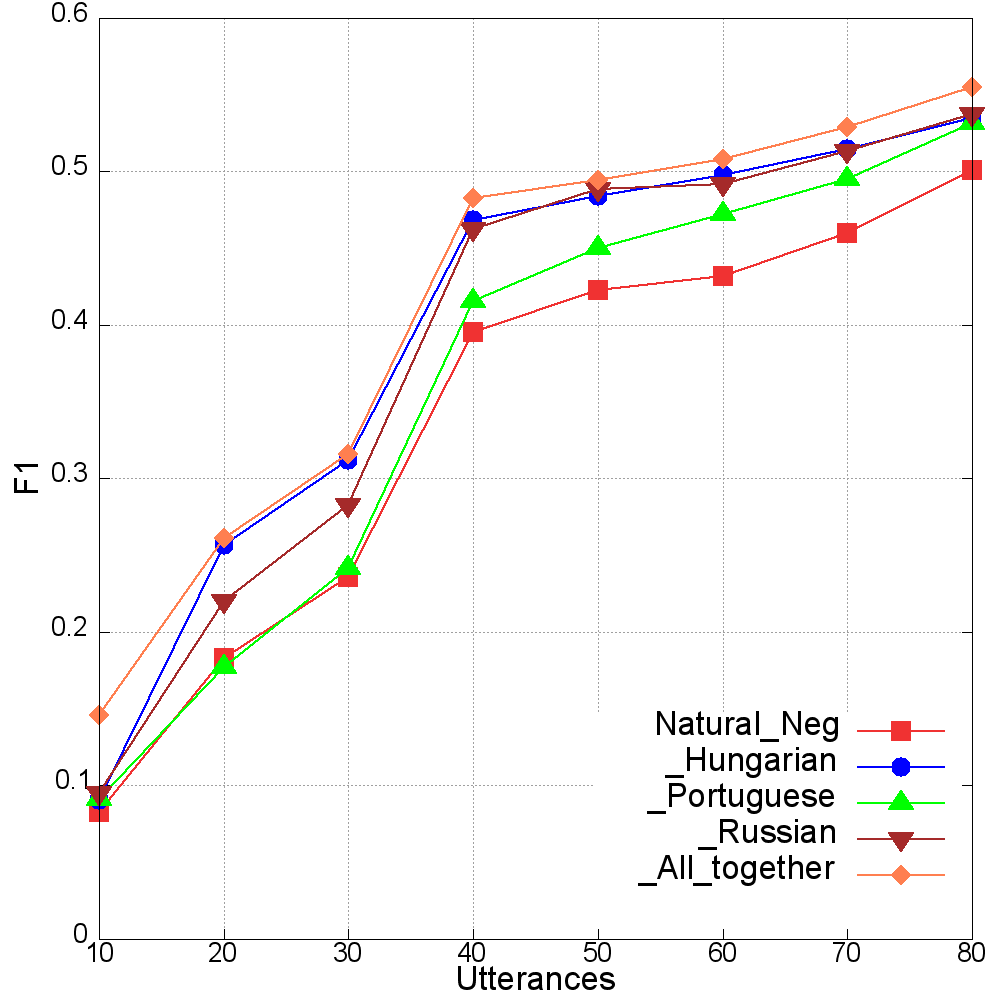 0.6
0.5
0.4
0.3
0.2
0.1
0
F1
Natural_Neg
_Hungarian
_Portuguese
_Russian
_All_together
10 20 30 40 50 60 70 80
Utterances